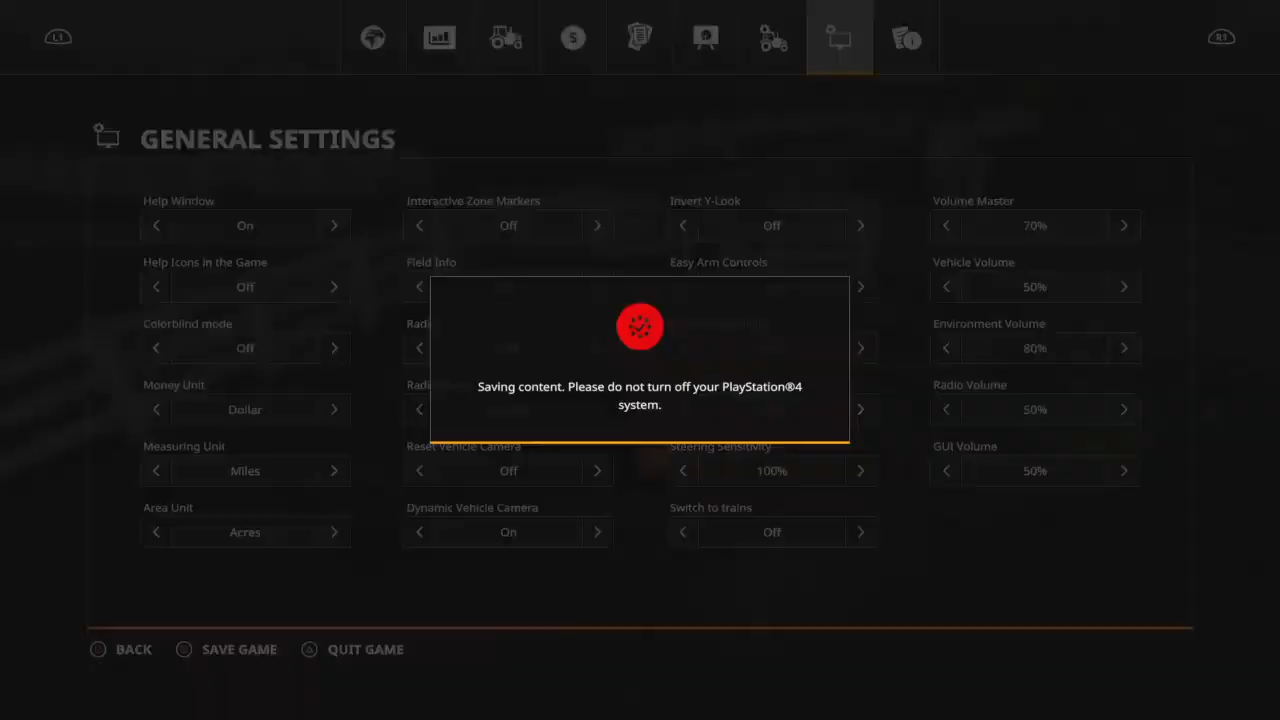 L1
R1
GENERAL SETTINGS
Help Window
Interactive Zone Markers
Invert Y-Look
Volume Master
On
Off
Off
70%
Help Icons in the Game
Field Info
Easy Arm Controls
Vehicle Volume
Off
50%
Colorblind mode
Radi
Environment Volume
Off
80%
Money Unit
Radi
Radio Volume
Dollar
50%
Saving content. Please do not turn off your PlayStation®4
system.
Measuring Unit
Reset Vehicle Camera
Steering Sensitivity
GUI Volume
Miles
Off
100%
50%
Area Unit
Dynamic Vehicle Camera
Switch to trains
Acres
On
Off
BACK
SAVE GAME
QUIT GAME